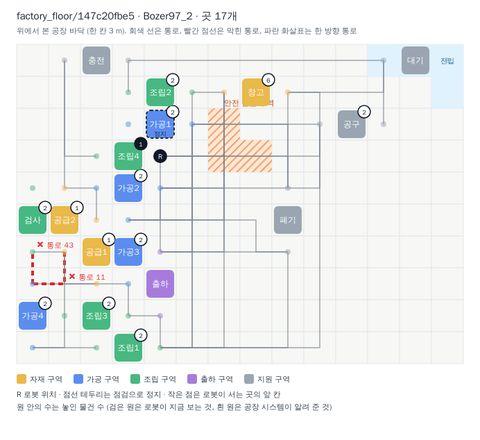 factory_floor/147c20fbe5 · Bozer97_2 · 곳 17개
위에서 본 공장 바닥 (한 칸 3 m). 회색 선은 통로, 빨간 점선은 막힌 통로, 파란 화살표는 한 방향 통로
충전
대기
전립
조립2
2
창고
6
안전
역
가공1
2
공구
2
조립4
1
R
가공2
2
검사
2
공급2
1
폐기
통로 43
공급1
1
가공3
2
통로 11
출하
가공4
2
조립3
2
조립1
2
자재 구역
가공 구역
조립 구역
출하 구역
지원 구역
R 로봇 위치 · 점선 테두리는 점검으로 정지 · 작은 점은 로봇이 서는 곳의 앞 칸
원 안의 수는 놓인 물건 수 (검은 원은 로봇이 지금 보는 것, 흰 원은 공장 시스템이 알려 준 것)